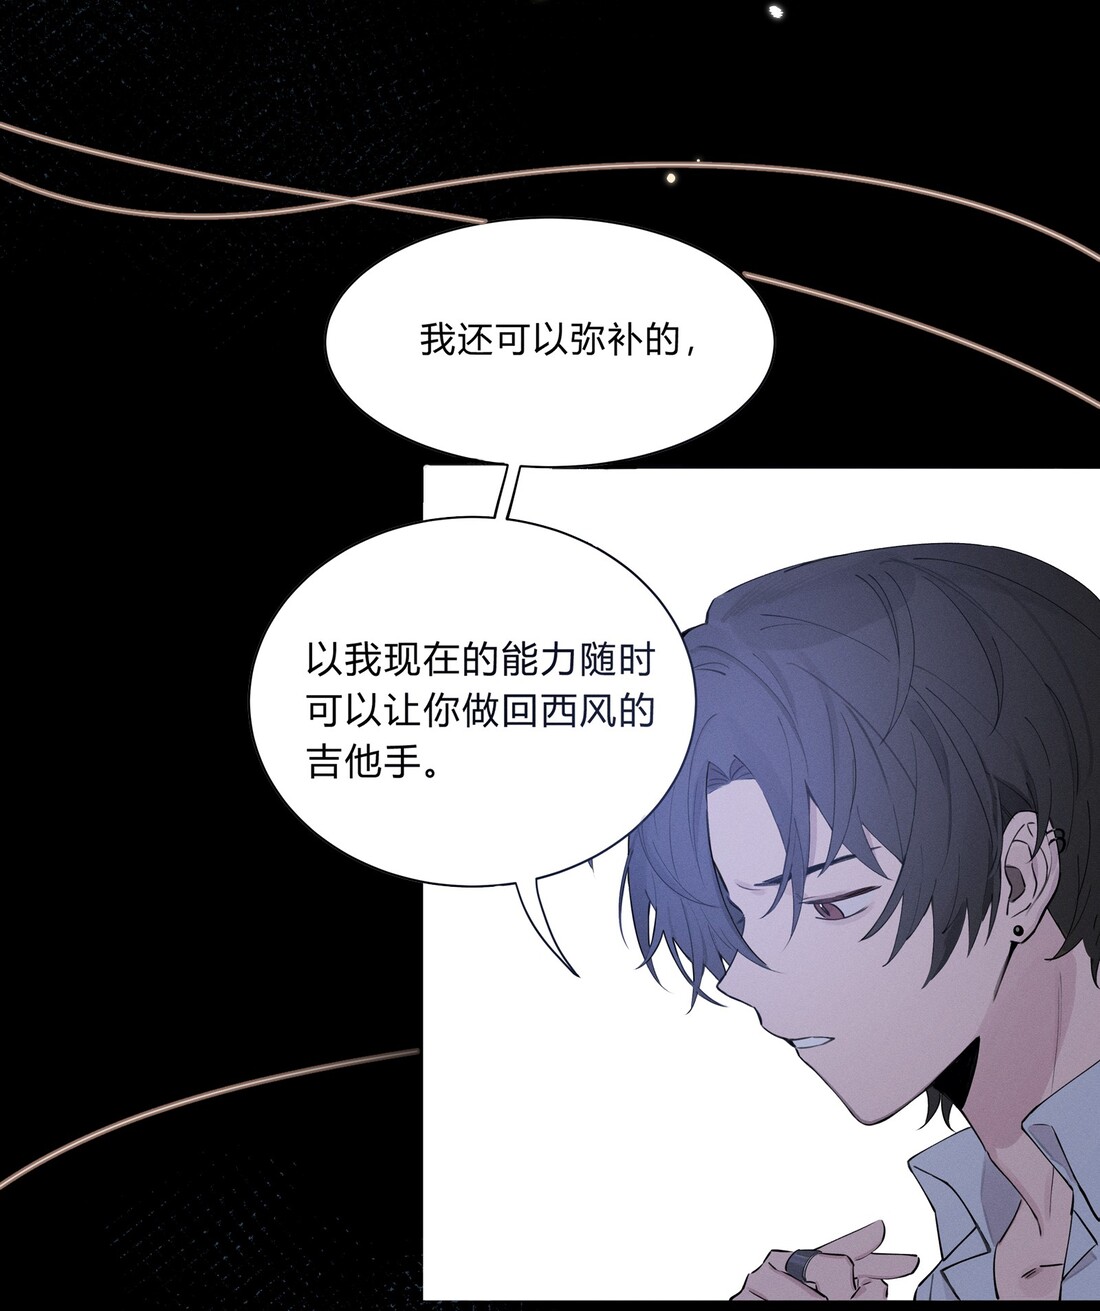 我还可以弥补的，
以我现在的能力随时
可以让你做回西风的
吉他手。